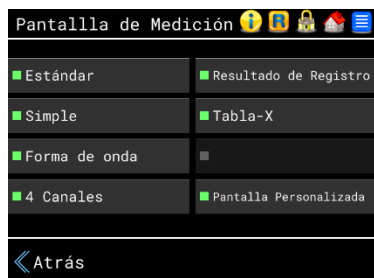 Pantallla de Medición
R
Estándar
Resultado de Registro
Simple
Tabla-X
Forma de onda
4 Canales
Pantalla Personalizada
Atrás